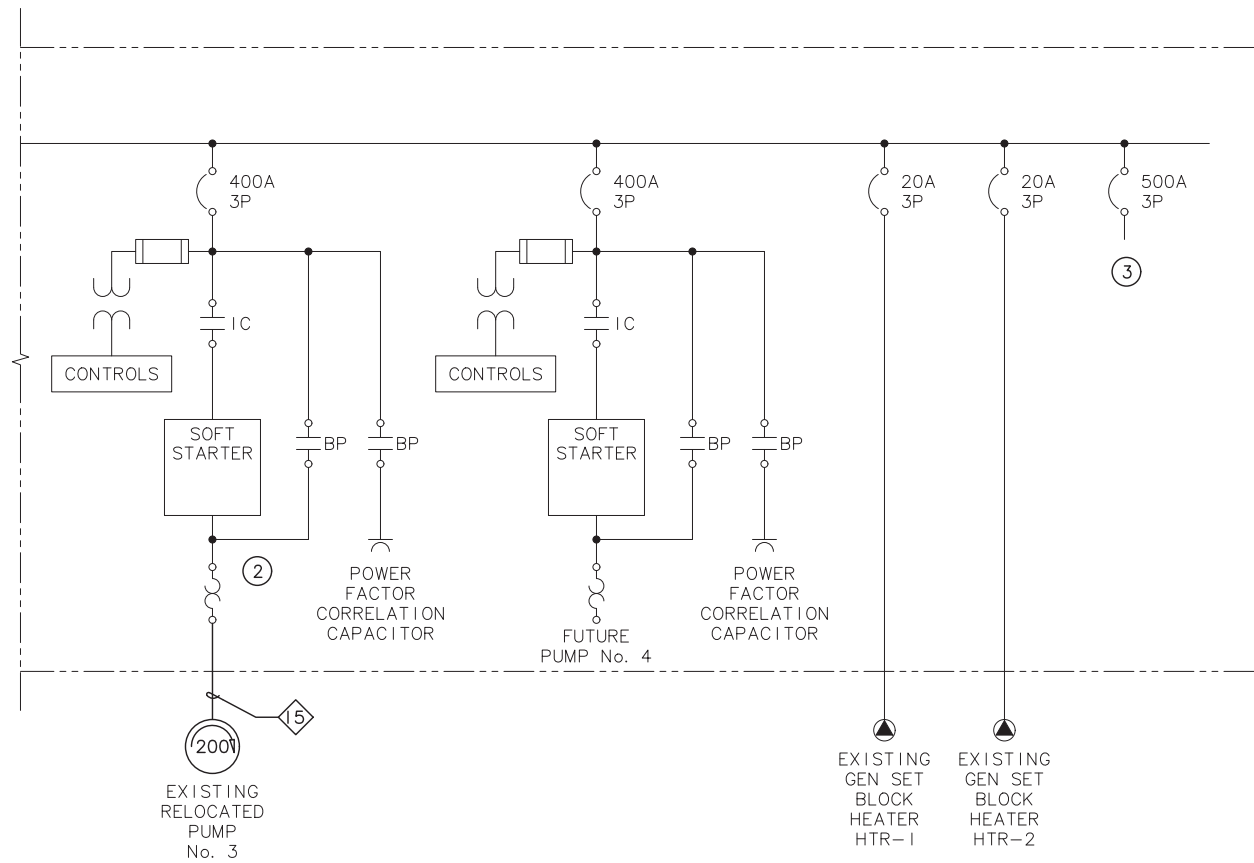 400A
3P
400A
3P
20A
3P
20A
3P
500A
3P
3
IC
CONTROLS
IC
CONTROLS
SOFT
STARTER
BP
BP
SOFT
STARTER
BP
BP
2
POWER
FACTOR
CORRELATION
CAPACITOR
FUTURE
PUMP No. 4
POWER
FACTOR
CORRELATION
CAPACITOR
15
200
EXISTING
RELOCATED
PUMP
No. 3
EXISTING
GEN SET
BLOCK
HEATER
HTR-1
EXISTING
GEN SET
BLOCK
HEATER
HTR-2